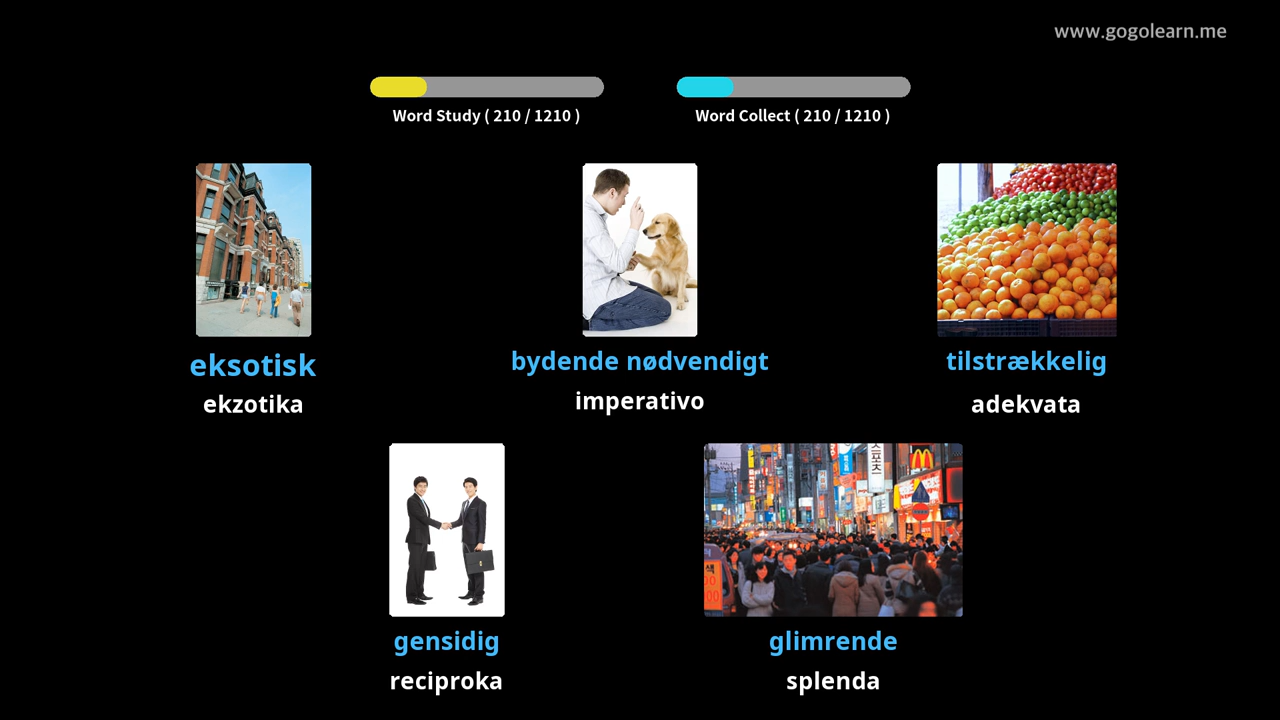 www.gogolearn.me
Word Study ( 210 / 1210 )
Word Collect ( 210 / 1210 )
eksotisk
ekzotika
bydende nødvendigt
imperativo
tilstrækkelig
adekvata
gensidig
reciproka
glimrende
splenda